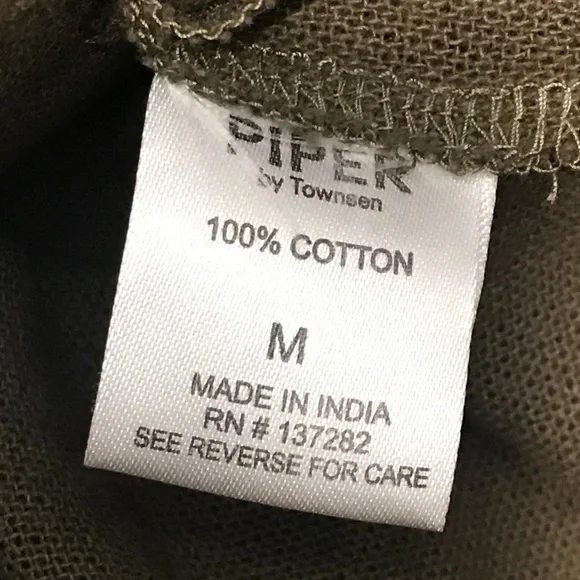 PIPER
by Townsen
100% COTTON
M
MADE IN INDIA
RN # 137282
SEE REVERSE FOR CARE